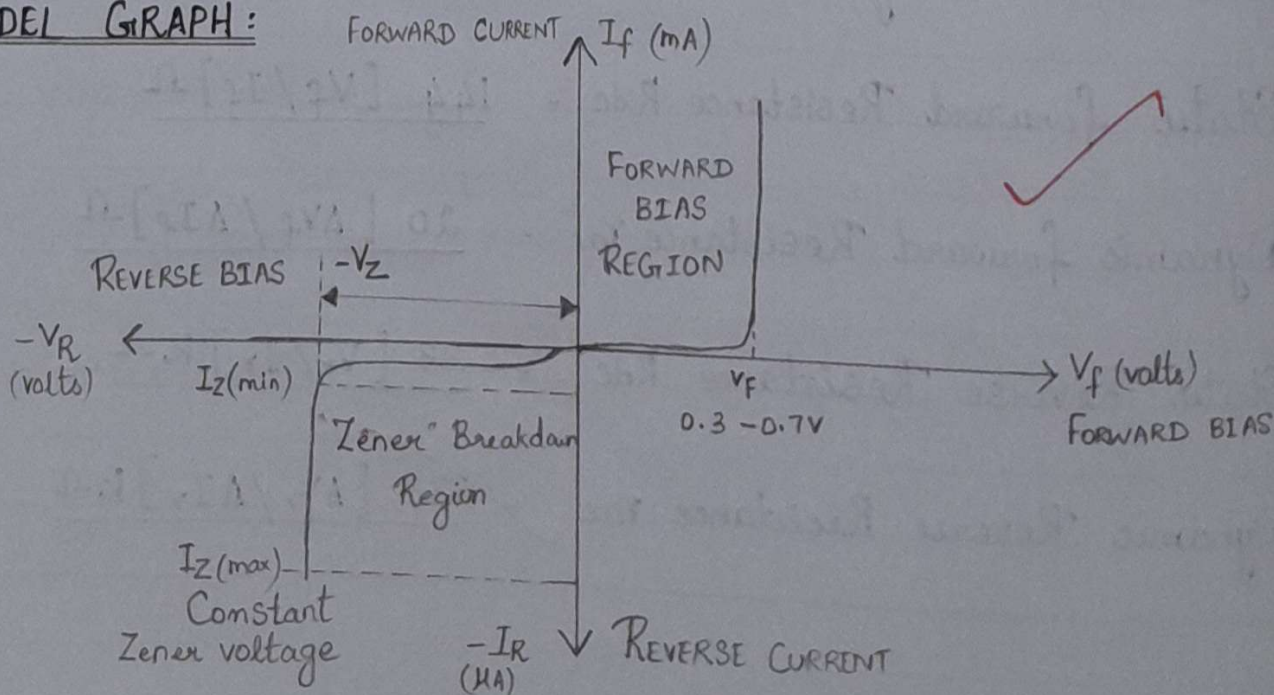 DEL GRAPH:
FORWARD CURRENT
If (mA)
FORWARD
BIAS
REGION
REVERSE BIAS
-VZ
-VR
(volts)
IZ(min)
VF
0.3 -0.7V
Vf (volts)
FORWARD BIAS
"Zener" Breakdown
Region
IZ(max)
Constant
Zener voltage
-IR
(μA)
REVERSE CURRENT